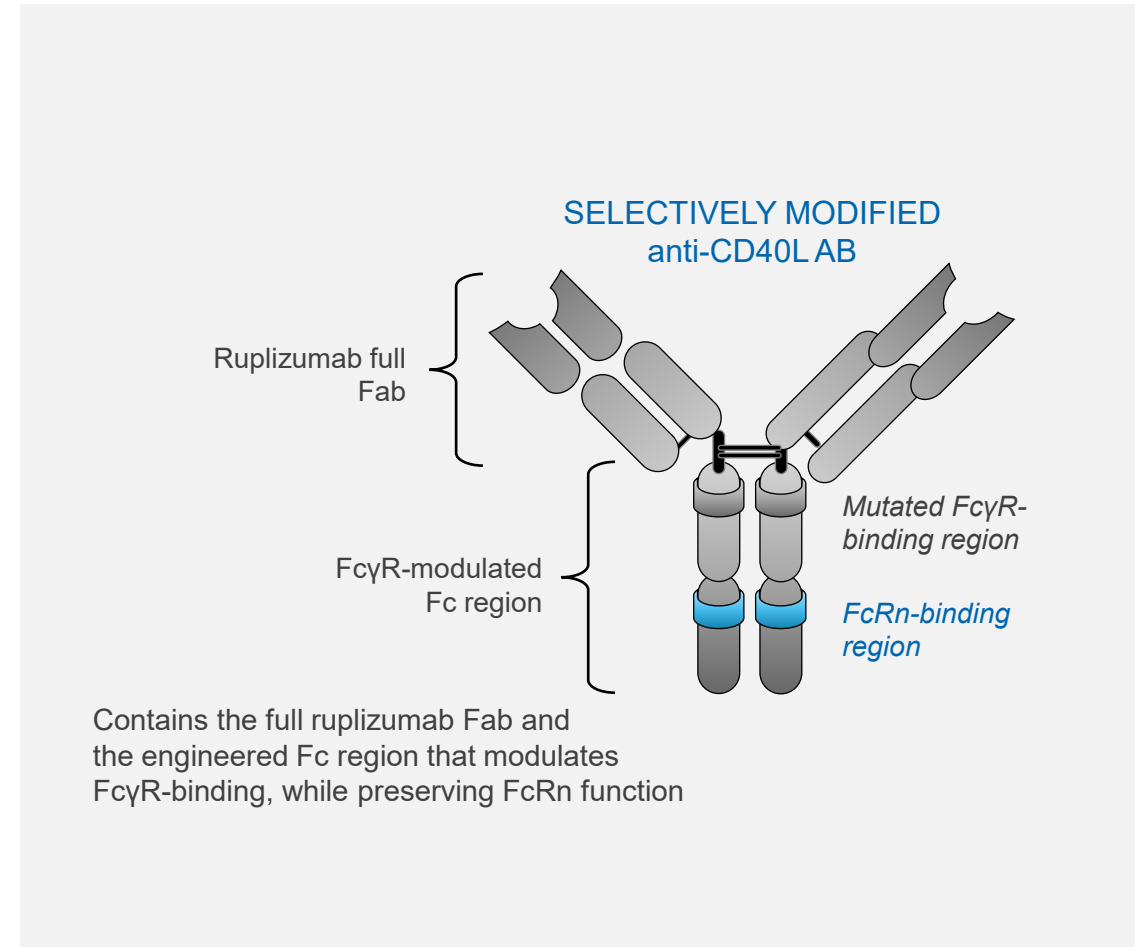 SELECTIVELY MODIFIED
anti-CD40L AB
Ruplizumab full
Fab
Mutated FcγR-
binding region
FcγR-modulated
Fc region
FcRn-binding
region
Contains the full ruplizumab Fab and
the engineered Fc region that modulates
FcγR-binding, while preserving FcRn function